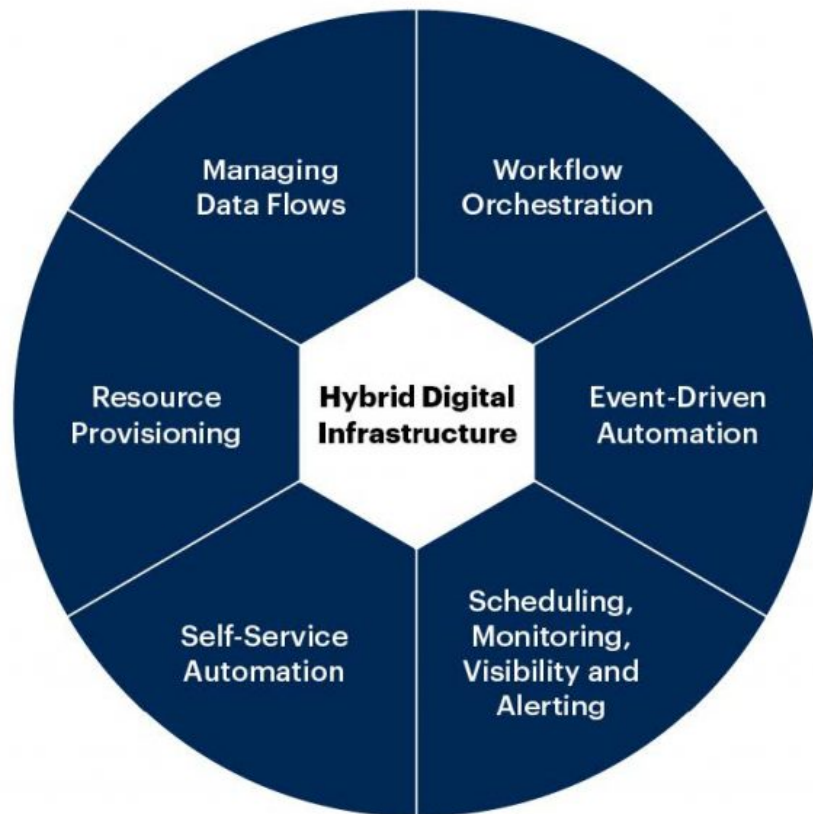 Managing
Data Flows
Workflow
Orchestration
Resource
Provisioning
Hybrid Digital
Infrastructure
Event-Driven
Automation
Self-Service
Automation
Scheduling,
Monitoring,
Visibility and
Alerting